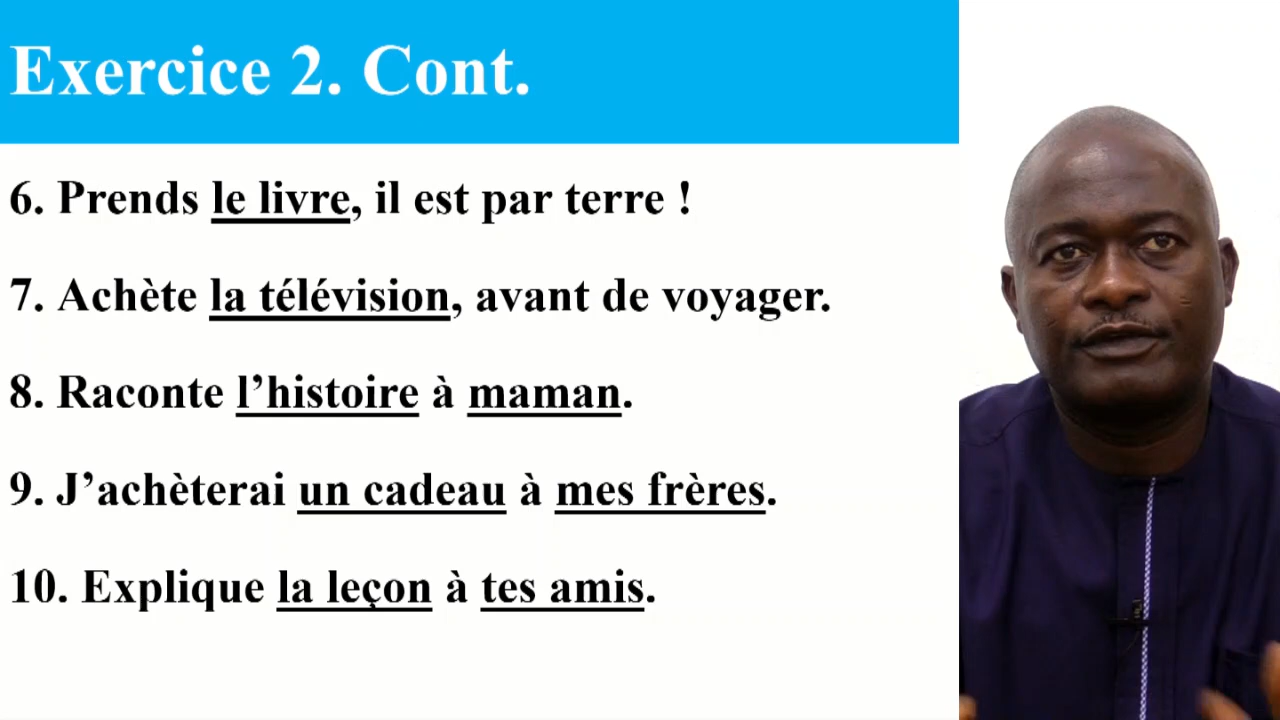 Exercice 2. Cont.
6. Prends le livre, il est par terre !
7. Achète la télévision, avant de voyager.
8. Raconte l’histoire à maman.
9. J’achèterai un cadeau à mes frères.
10. Explique la leçon à tes amis.